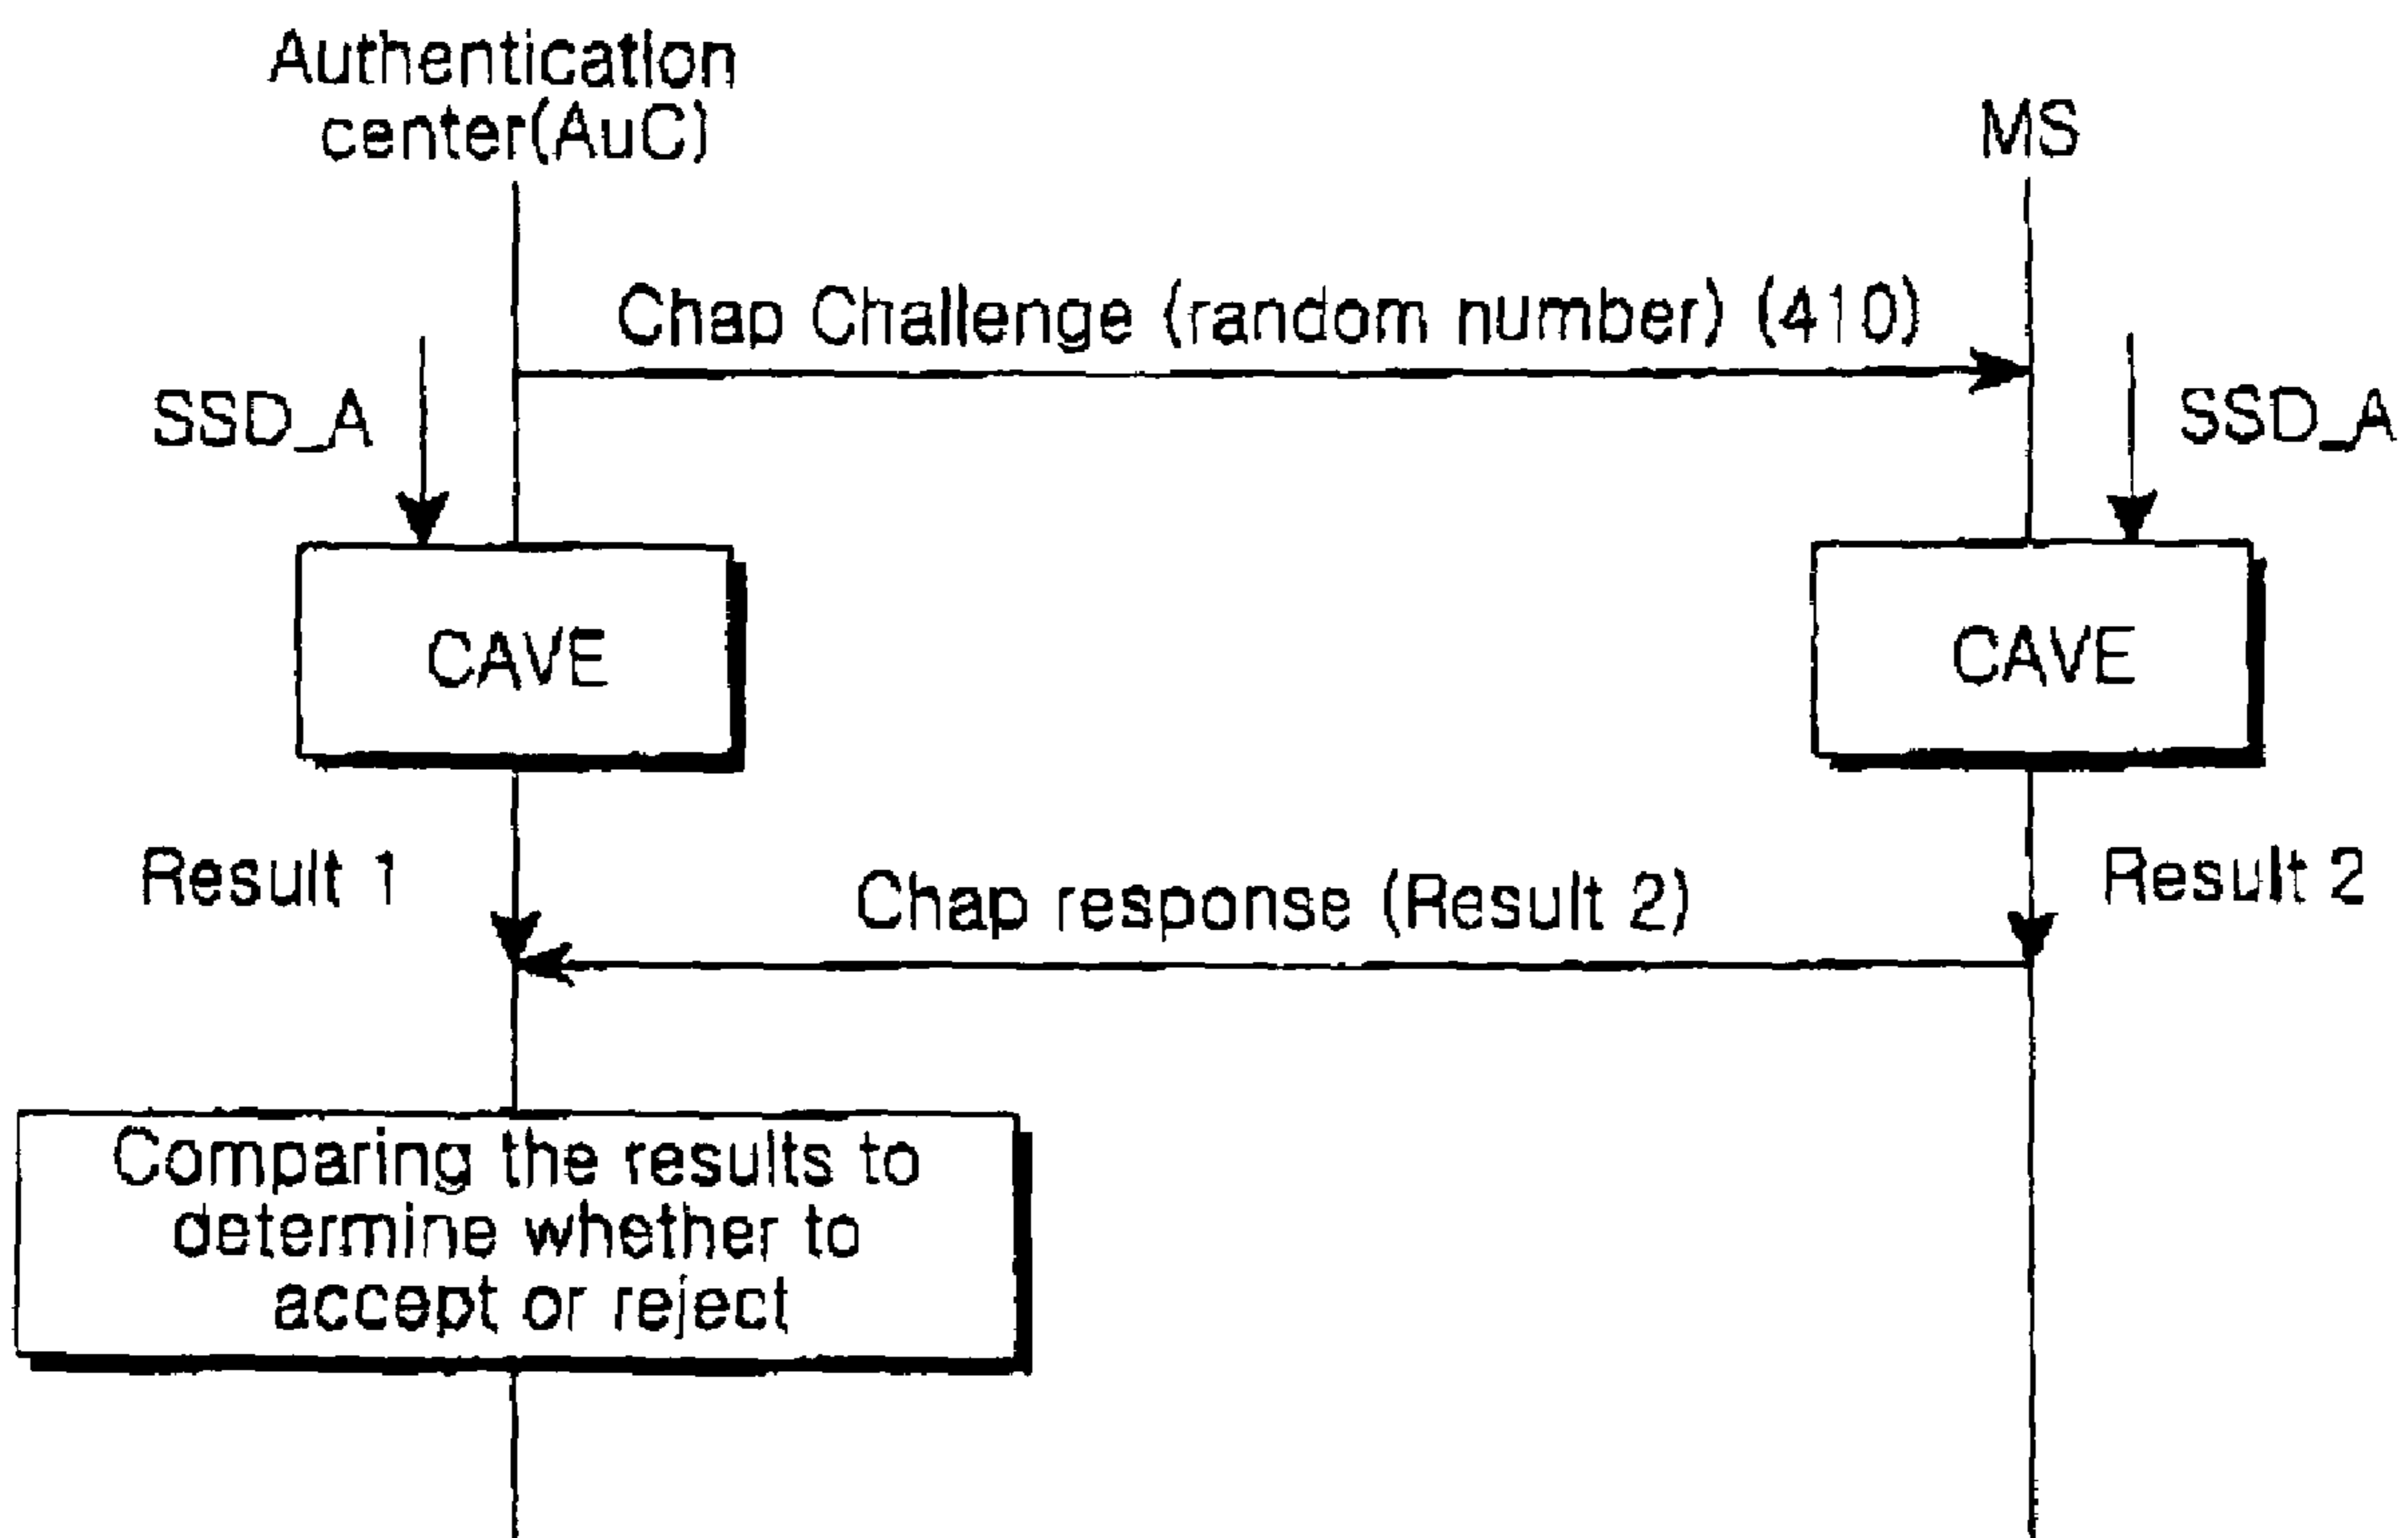 Authentication
center(AuC)
MS
Chap Challenge (random number) (410)
SSD_A
SSD_A
CAVE
CAVE
Result 1
Chap response (Result 2)
Result 2
Comparing the results to
determine whether to
accept or reject